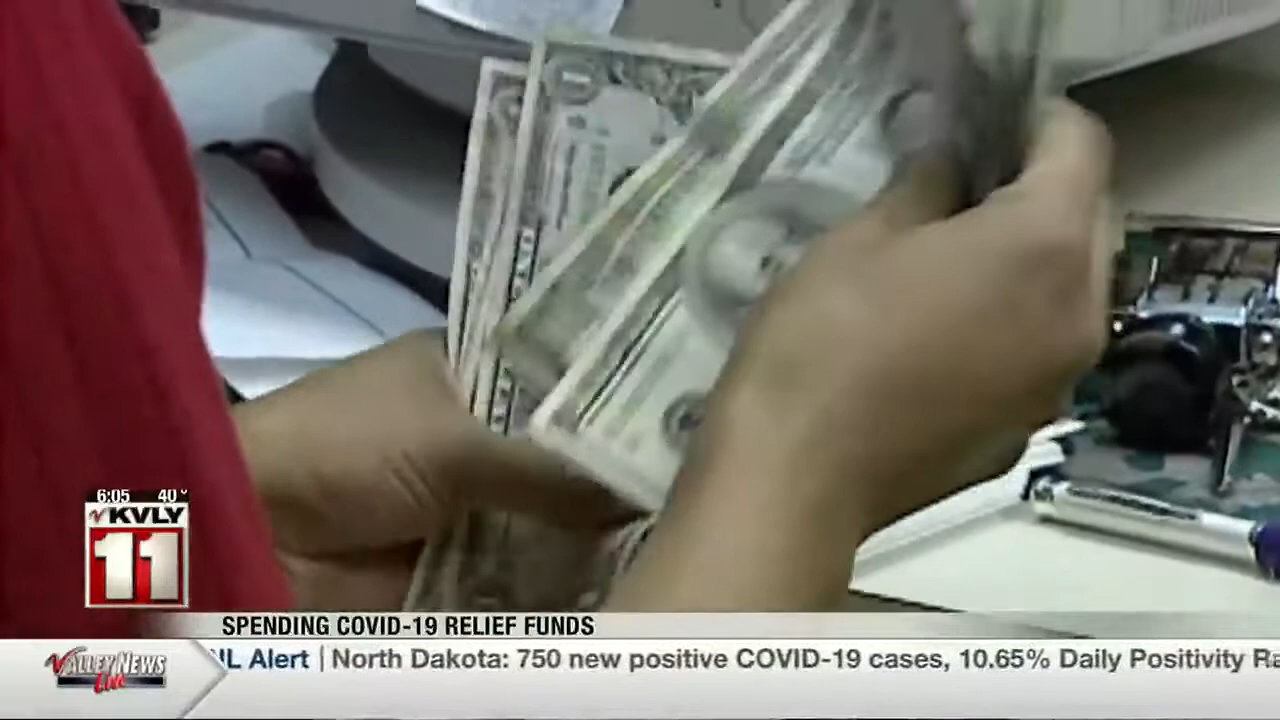 6:05 40°
KVLY
11
SPENDING COVID-19 RELIEF FUNDS
VALLEY NEWS
Live
Alert | North Dakota: 750 new positive COVID-19 cases, 10.65% Daily Positivity